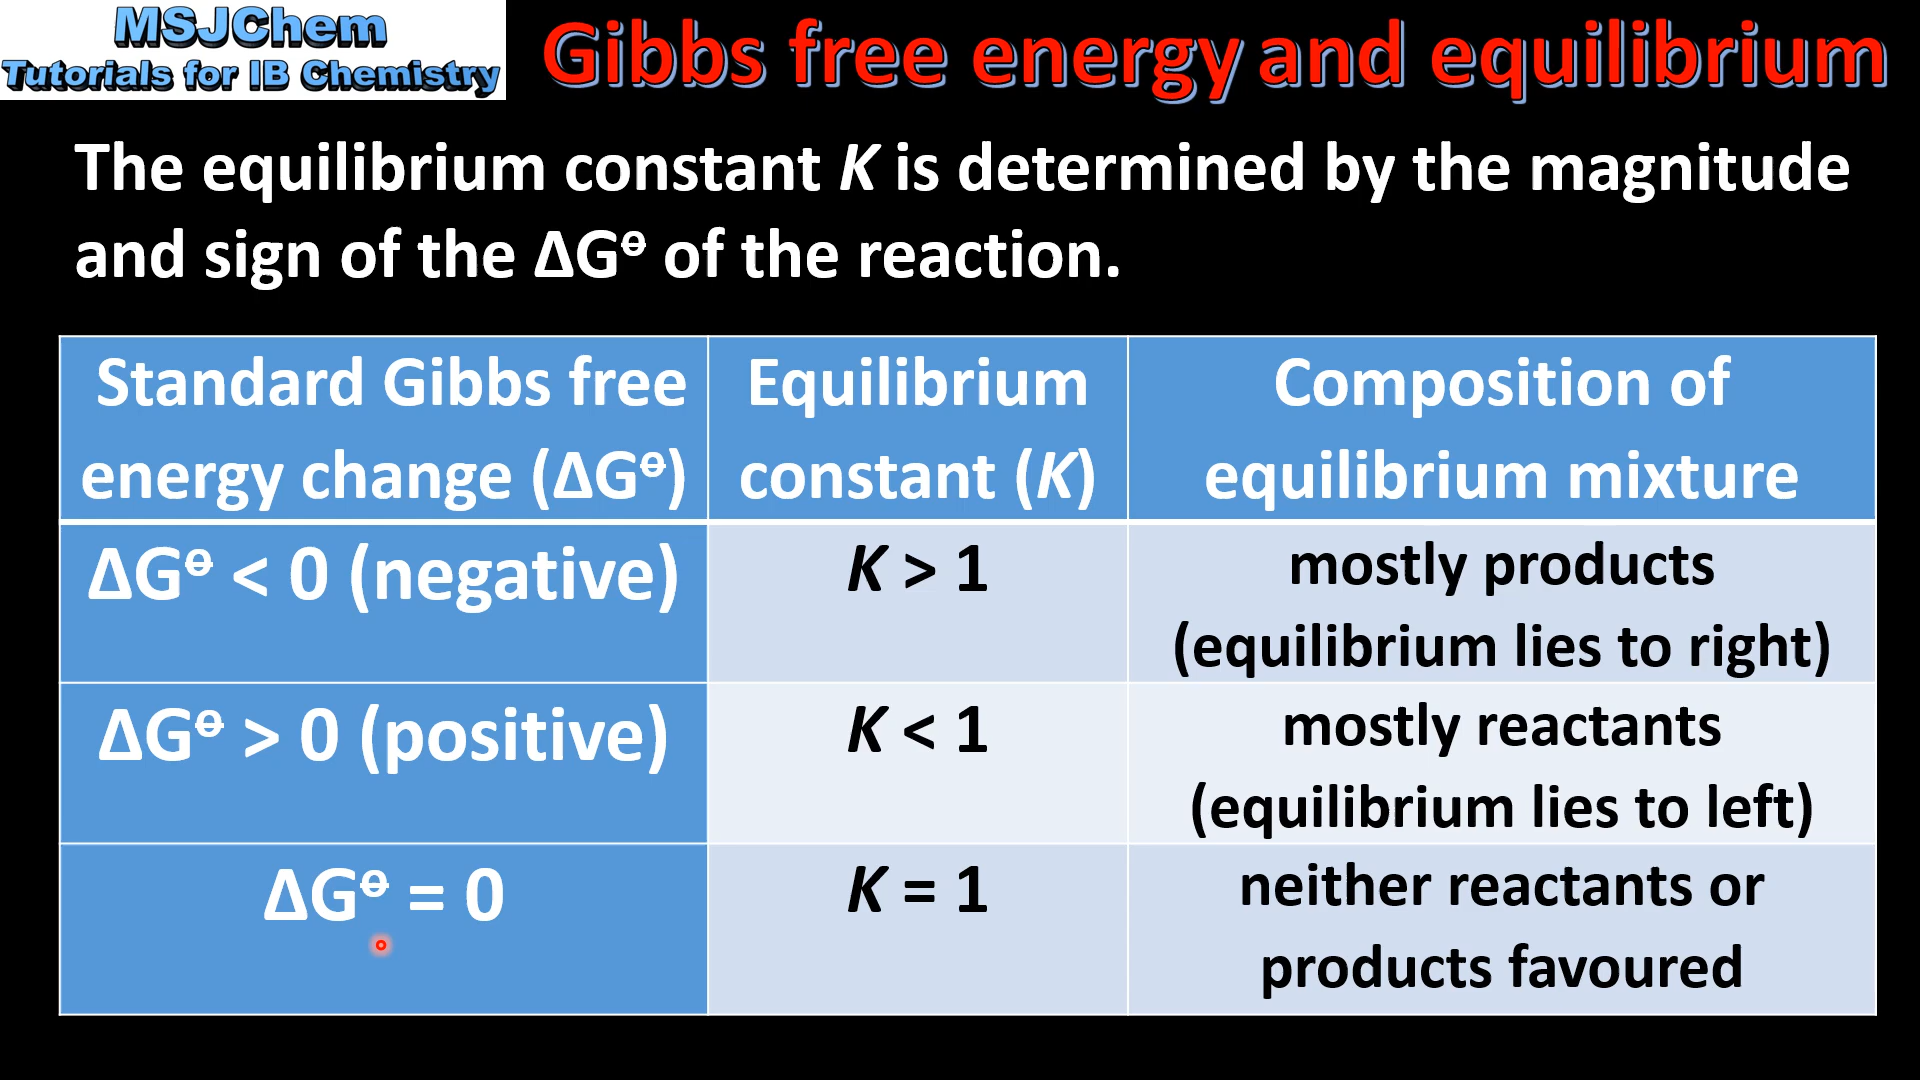 MSJChem
Tutorials for IB Chemistry
Gibbs free energy and equilibrium
The equilibrium constant K is determined by the magnitude
and sign of the ΔG⦵ of the reaction.
Standard Gibbs free
energy change (ΔG⦵)
Equilibrium
constant (K)
Composition of
equilibrium mixture
ΔG⦵ < 0 (negative)
K > 1
mostly products
(equilibrium lies to right)
ΔG⦵ > 0 (positive)
K < 1
mostly reactants
(equilibrium lies to left)
ΔG⦵ = 0
K = 1
neither reactants or
products favoured